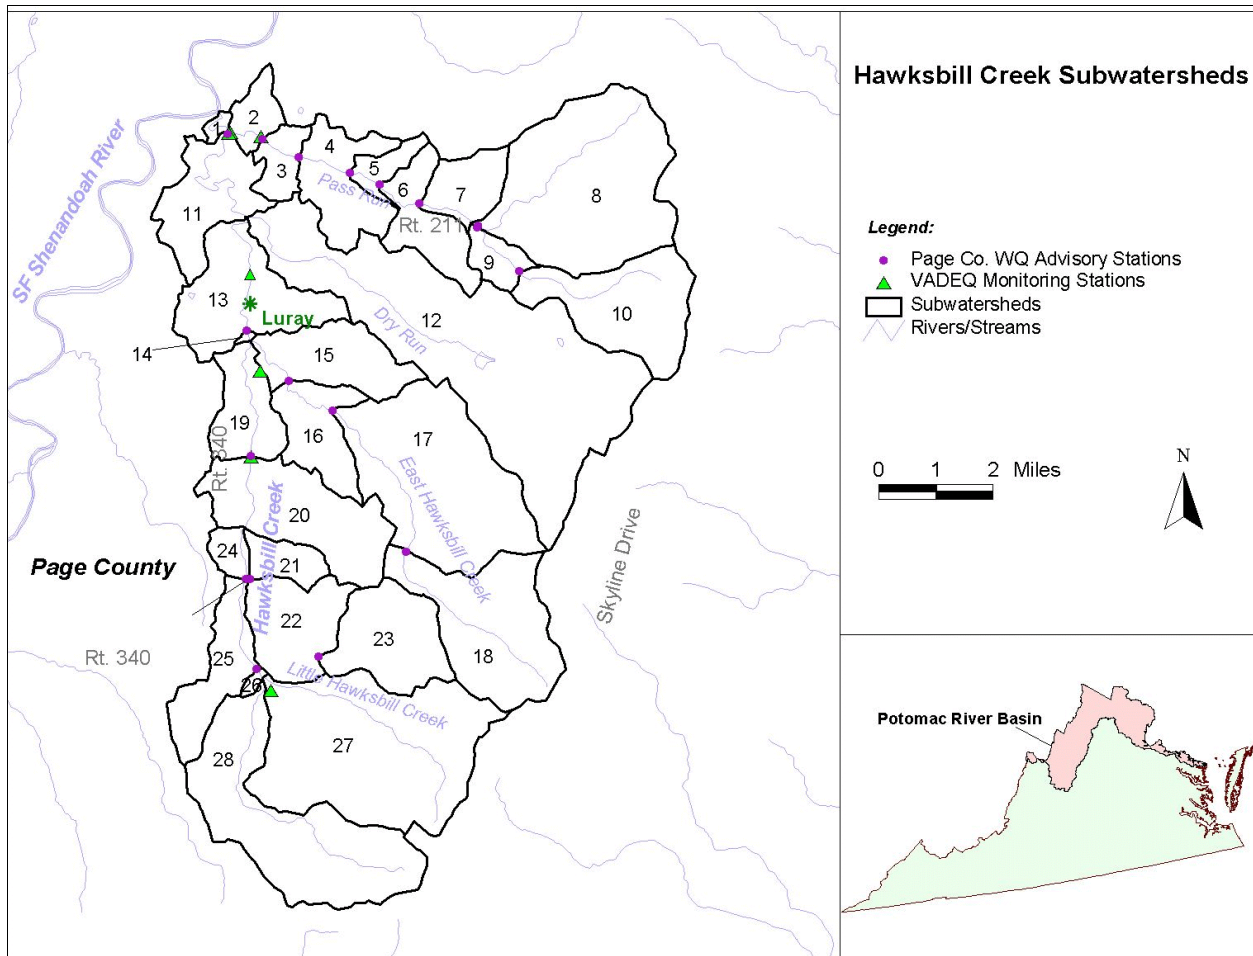 Hawksbill Creek Subwatersheds
SF Shenandoah River
1
2
3
4
5
6
7
8
Pass Run
Rt. 211
9
10
11
12
Dry Run
13
Luray
14
15
16
17
East Hawksbill Creek
18
19
Rt. 340
20
Hawksbill Creek
21
24
Page County
22
23
Skyline Drive
25
Rt. 340
26
Little Hawksbill Creek
27
28
Legend:
Page Co. WQ Advisory Stations
VADEQ Monitoring Stations
Subwatersheds
Rivers/Streams
0 1 2 Miles
N
Potomac River Basin